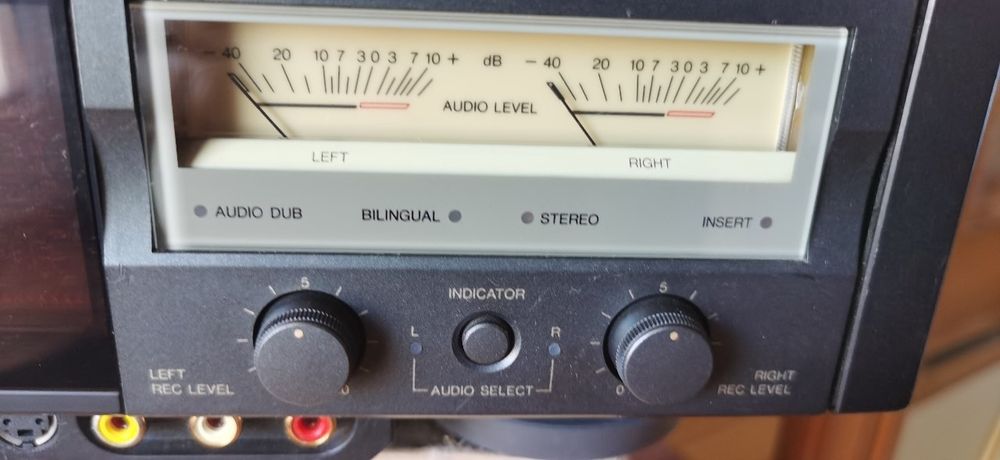 - 40 20 10 7 3 0 3 7 10 + dB - 40 20 10 7 3 0 3 7 10 +
AUDIO LEVEL
LEFT RIGHT
AUDIO DUB BILINGUAL STEREO INSERT
5 INDICATOR 5
L R
LEFT
REC LEVEL
0
AUDIO SELECT
0
RIGHT
REC LEVEL